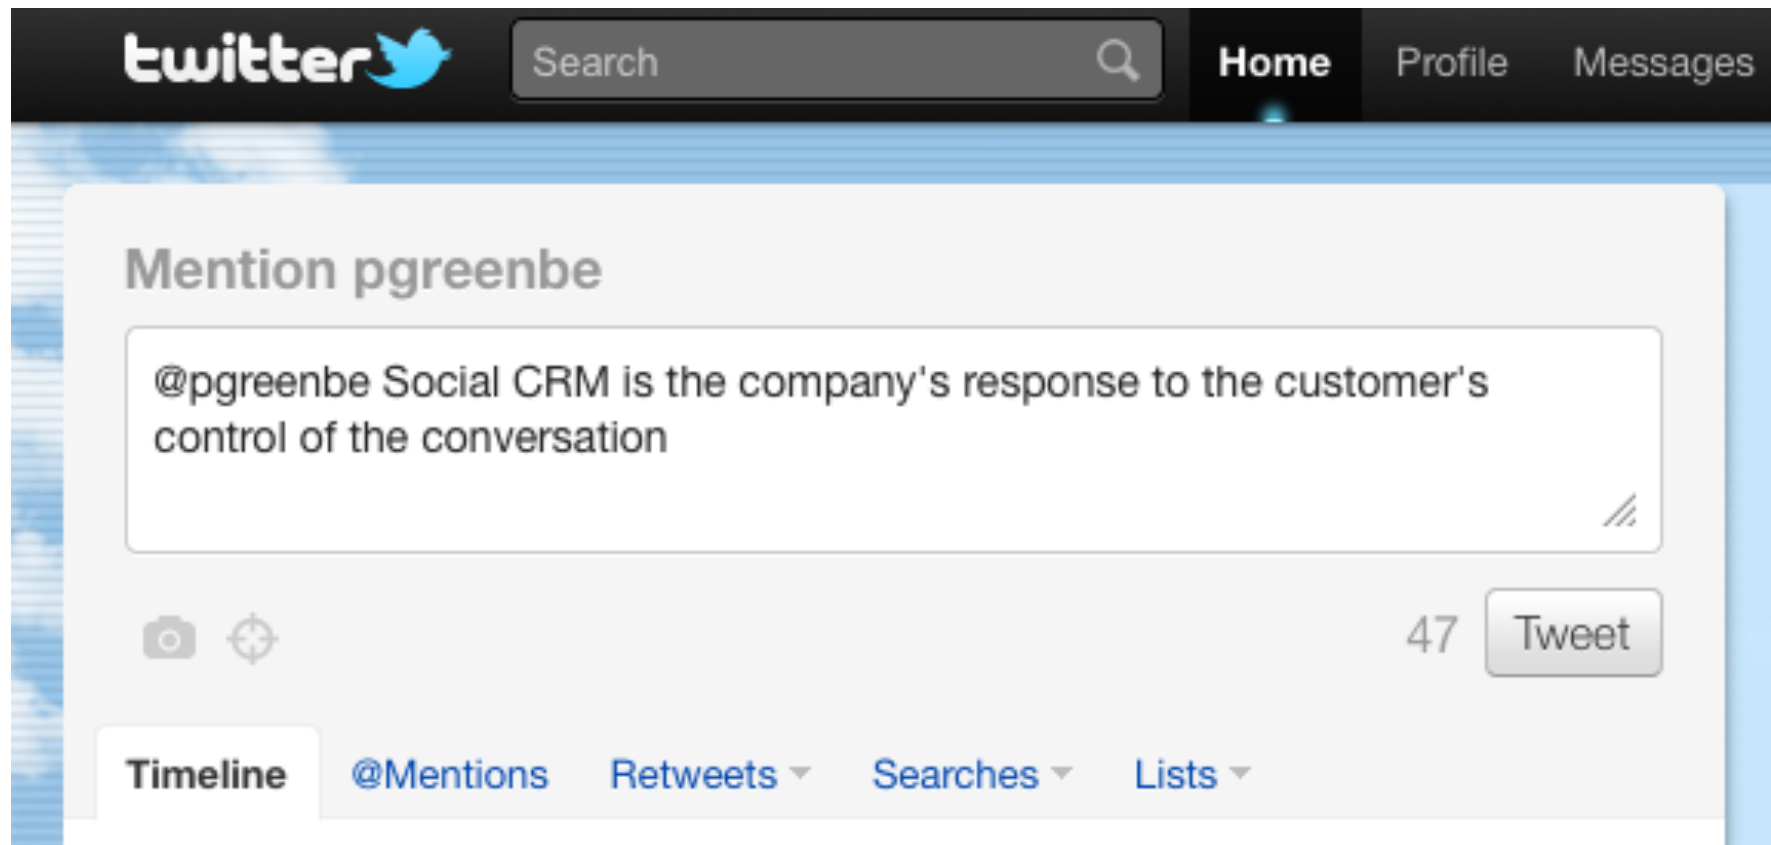 twitter Search Home Profile Messages
Mention pgreenbe
@pgreenbe Social CRM is the company's response to the customer's
control of the conversation
47 Tweet
Timeline @Mentions Retweets Searches Lists